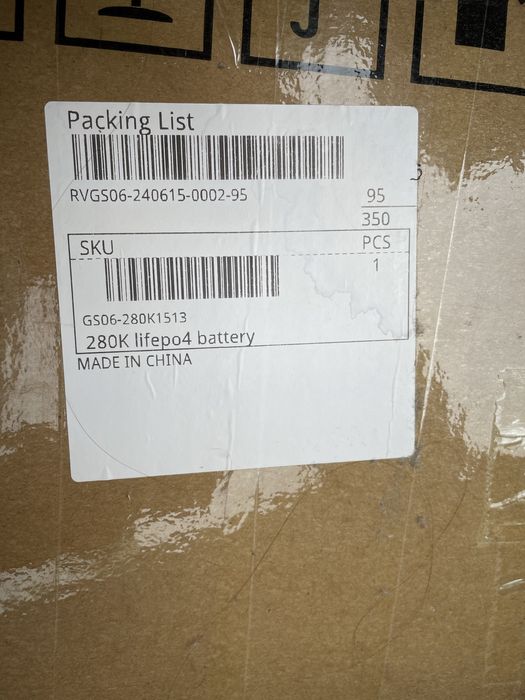 Packing List
RVGS06-240615-0002-95
95
350
SKU
PCS
1
GS06-280K1513
280K lifepo4 battery
MADE IN CHINA